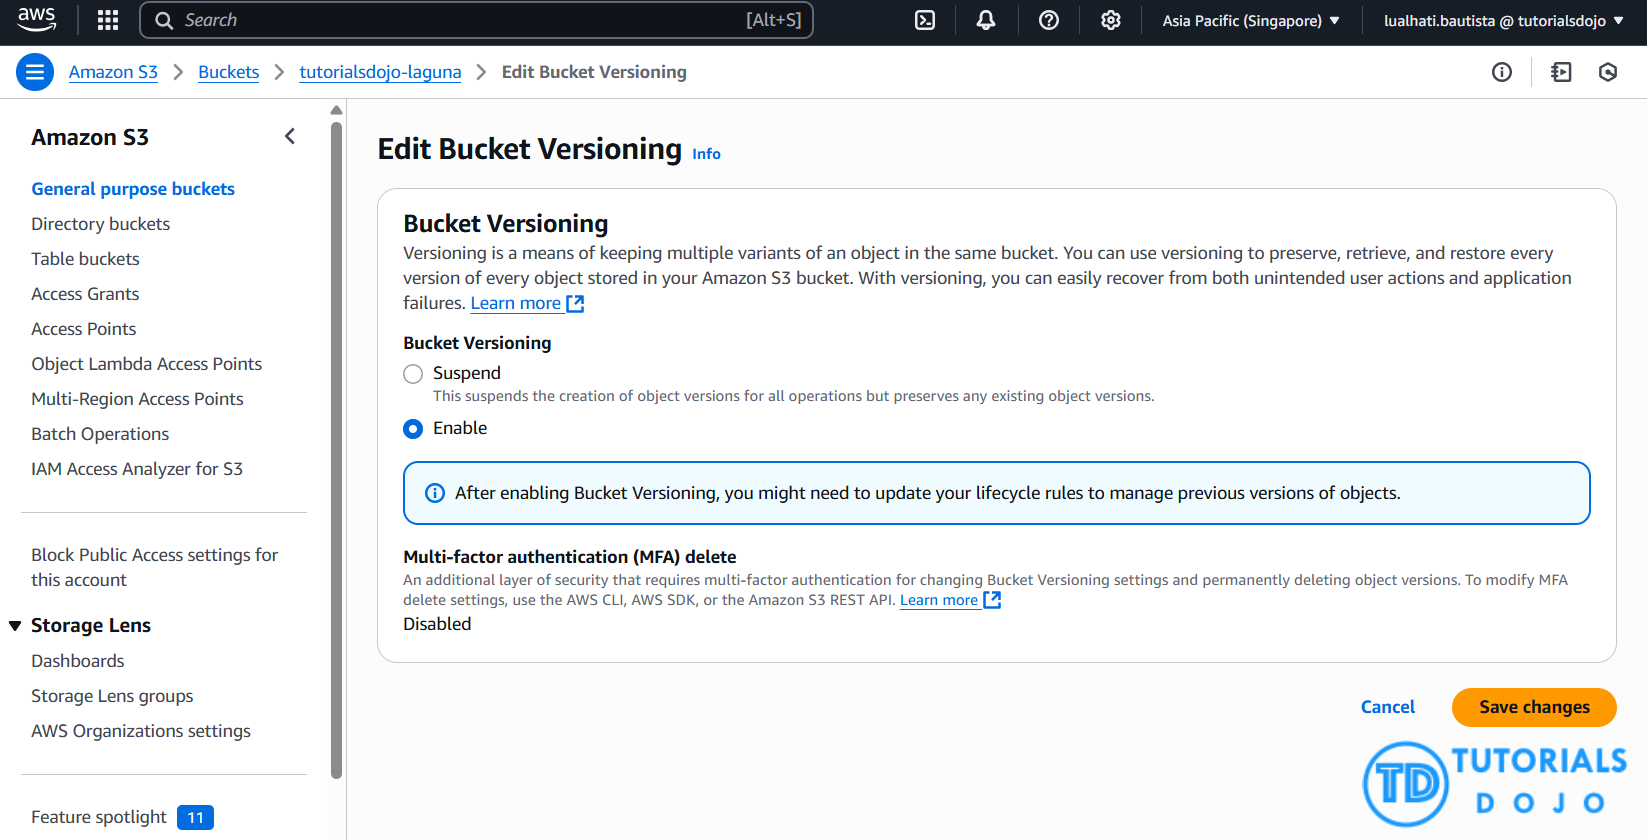 aws
Search
[Alt+S]
Asia Pacific (Singapore)
lualhati.bautista @ tutorialsdojo
Amazon S3
Buckets
tutorialsdojo-laguna
Edit Bucket Versioning
Amazon S3
General purpose buckets
Directory buckets
Table buckets
Access Grants
Access Points
Object Lambda Access Points
Multi-Region Access Points
Batch Operations
IAM Access Analyzer for S3
Block Public Access settings for
this account
Storage Lens
Dashboards
Storage Lens groups
AWS Organizations settings
Feature spotlight 11
Edit Bucket Versioning Info
Bucket Versioning
Versioning is a means of keeping multiple variants of an object in the same bucket. You can use versioning to preserve, retrieve, and restore every
version of every object stored in your Amazon S3 bucket. With versioning, you can easily recover from both unintended user actions and application
failures. Learn more
Bucket Versioning
Suspend
This suspends the creation of object versions for all operations but preserves any existing object versions.
Enable
After enabling Bucket Versioning, you might need to update your lifecycle rules to manage previous versions of objects.
Multi-factor authentication (MFA) delete
An additional layer of security that requires multi-factor authentication for changing Bucket Versioning settings and permanently deleting object versions. To modify MFA
delete settings, use the AWS CLI, AWS SDK, or the Amazon S3 REST API. Learn more
Disabled
Cancel
Save changes
TD
TUTORIALS
DOJO